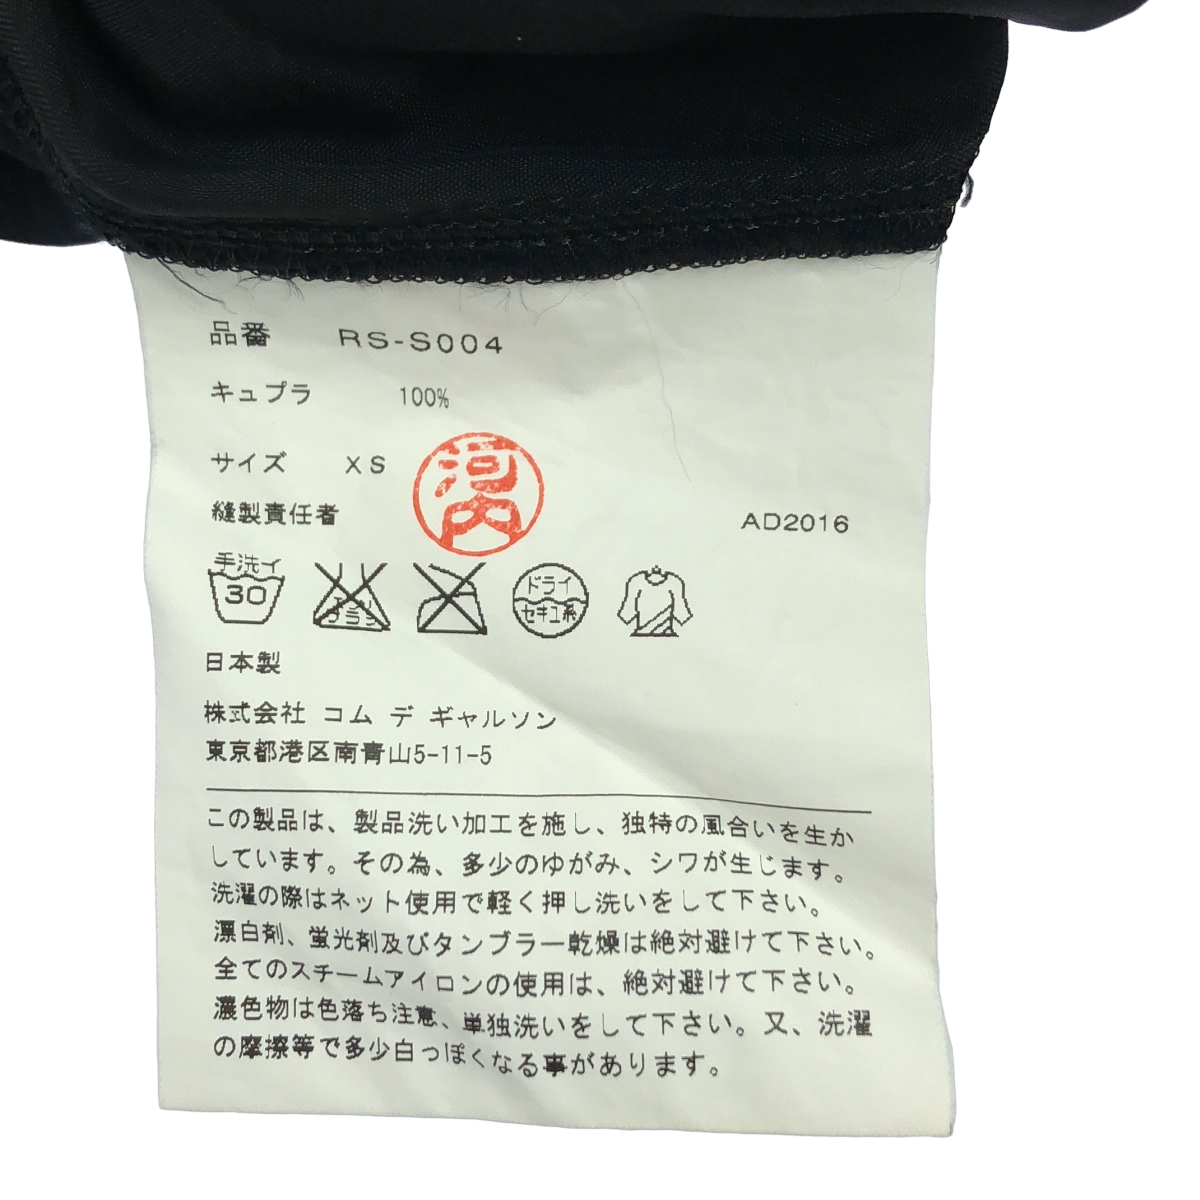 品番 RS-S004
キュプラ 100%
サイズ XS
河内
縫製責任者 AD2016
手洗イ
30
エンソ
サラシ
ドライ
セキユ系
日本製
株式会社 コム デ ギャルソン
東京都港区南青山5-11-5
この製品は、製品洗い加工を施し、独特の風合いを生か
しています。その為、多少のゆがみ、シワが生じます。
洗濯の際はネット使用で軽く押し洗いをして下さい。
漂白剤、蛍光剤及びタンブラー乾燥は絶対避けて下さい。
全てのスチームアイロンの使用は、絶対避けて下さい。
濃色物は色落ち注意、単独洗いをして下さい。又、洗濯
の摩擦等で多少白っぽくなる事があります。